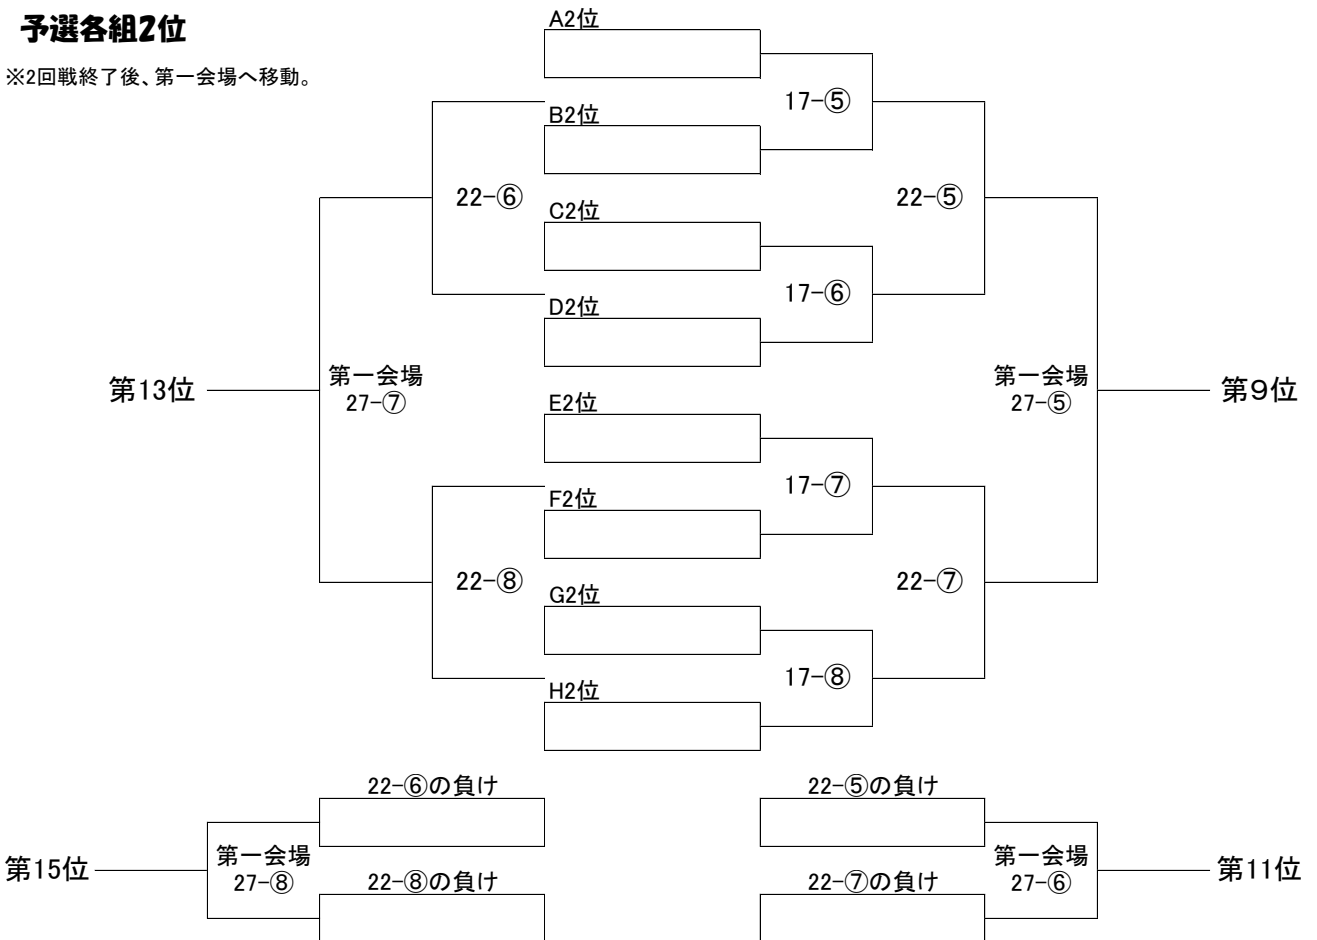 予選各組2位
※2回戦終了後、第一会場へ移動。
A2位
17-⑤
B2位
22-⑥
22-⑤
C2位
17-⑥
D2位
第13位
第一会場
27-⑦
第一会場
27-⑤
第9位
E2位
17-⑦
F2位
22-⑧
22-⑦
G2位
17-⑧
H2位
22-⑥の負け
22-⑤の負け
第15位
第一会場
27-⑧
第一会場
27-⑥
第11位
22-⑧の負け
22-⑦の負け